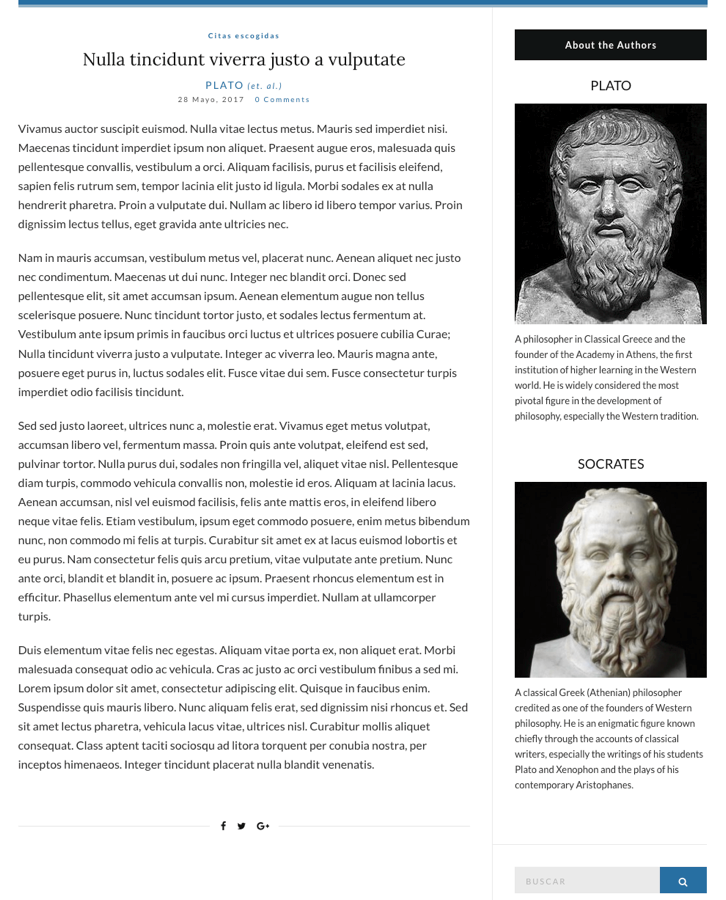 Citas escogidas
Nulla tincidunt viverra justo a vulputate
PLATO (et. al.)
28 Mayo, 2017 0 Comments
Vivamus auctor suscipit euismod. Nulla vitae lectus metus. Mauris sed imperdiet nisi.
Maecenas tincidunt imperdiet ipsum non aliquet. Praesent augue eros, malesuada quis
pellentesque convallis, vestibulum a orci. Aliquam facilisis, purus et facilisis eleifend,
sapien felis rutrum sem, tempor lacinia elit justo id ligula. Morbi sodales ex at nulla
hendrerit pharetra. Proin a vulputate dui. Nullam ac libero id libero tempor varius. Proin
dignissim lectus tellus, eget gravida ante ultricies nec.
Nam in mauris accumsan, vestibulum metus vel, placerat nunc. Aenean aliquet nec justo
nec condimentum. Maecenas ut dui nunc. Integer nec blandit orci. Donec sed
pellentesque elit, sit amet accumsan ipsum. Aenean elementum augue non tellus
scelerisque posuere. Nunc tincidunt tortor justo, et sodales lectus fermentum at.
Vestibulum ante ipsum primis in faucibus orci luctus et ultrices posuere cubilia Curae;
Nulla tincidunt viverra justo a vulputate. Integer ac viverra leo. Mauris magna ante,
posuere eget purus in, luctus sodales elit. Fusce vitae dui sem. Fusce consectetur turpis
imperdiet odio facilisis tincidunt.
Sed sed justo laoreet, ultrices nunc a, molestie erat. Vivamus eget metus volutpat,
accumsan libero vel, fermentum massa. Proin quis ante volutpat, eleifend est sed,
pulvinar tortor. Nulla purus dui, sodales non fringilla vel, aliquet vitae nisl. Pellentesque
diam turpis, commodo vehicula convallis non, molestie id eros. Aliquam at lacinia lacus.
Aenean accumsan, nisl vel euismod facilisis, felis ante mattis eros, in eleifend libero
neque vitae felis. Etiam vestibulum, ipsum eget commodo posuere, enim metus bibendum
nunc, non commodo mi felis at turpis. Curabitur sit amet ex at lacus euismod lobortis et
eu purus. Nam consectetur felis quis arcu pretium, vitae vulputate ante pretium. Nunc
ante orci, blandit et blandit in, posuere ac ipsum. Praesent rhoncus elementum est in
efficitur. Phasellus elementum ante vel mi cursus imperdiet. Nullam at ullamcorper
turpis.
Duis elementum vitae felis nec egestas. Aliquam vitae porta ex, non aliquet erat. Morbi
malesuada consequat odio ac vehicula. Cras ac justo ac orci vestibulum finibus a sed mi.
Lorem ipsum dolor sit amet, consectetur adipiscing elit. Quisque in faucibus enim.
Suspendisse quis mauris libero. Nunc aliquam felis erat, sed dignissim nisi rhoncus et. Sed
sit amet lectus pharetra, vehicula lacus vitae, ultrices nisl. Curabitur mollis aliquet
consequat. Class aptent taciti sociosqu ad litora torquent per conubia nostra, per
inceptos himenaeos. Integer tincidunt placerat nulla blandit venenatis.
About the Authors
PLATO
A philosopher in Classical Greece and the
founder of the Academy in Athens, the first
institution of higher learning in the Western
world. He is widely considered the most
pivotal figure in the development of
philosophy, especially the Western tradition.
SOCRATES
A classical Greek (Athenian) philosopher
credited as one of the founders of Western
philosophy. He is an enigmatic figure known
chiefly through the accounts of classical
writers, especially the writings of his students
Plato and Xenophon and the plays of his
contemporary Aristophanes.
BUSCAR